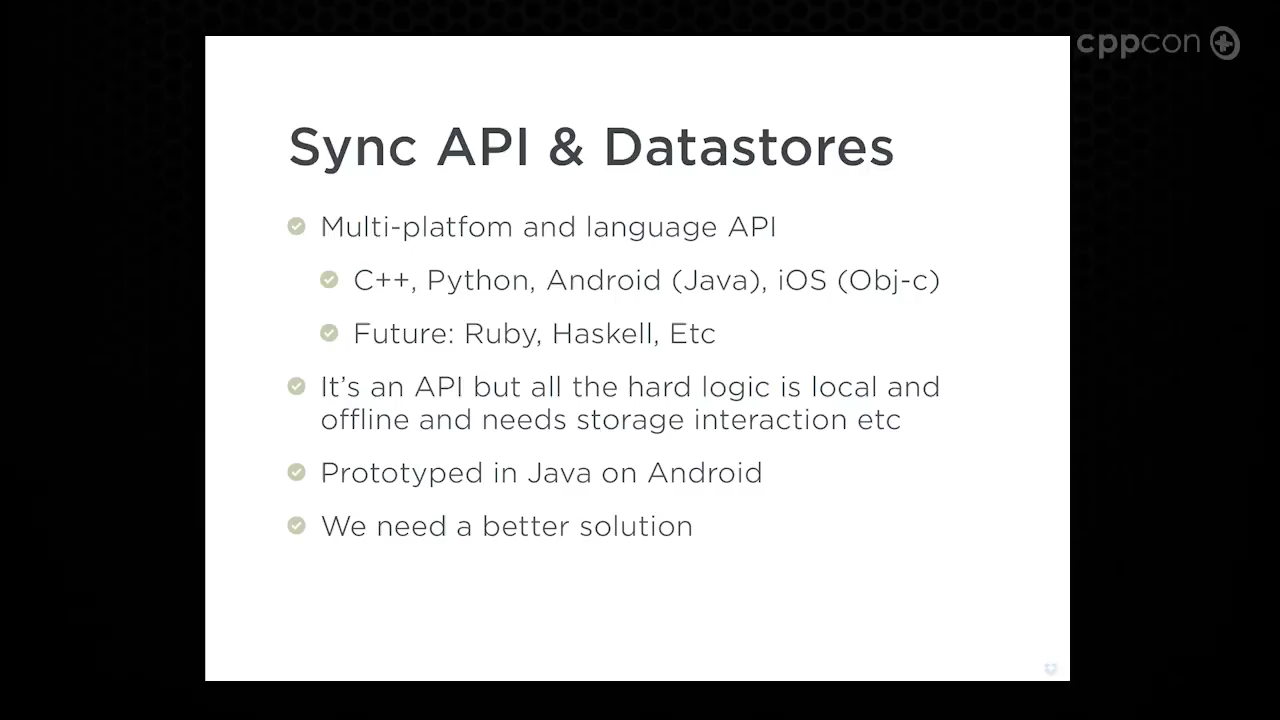 cppcon
Sync API & Datastores
Multi-platfom and language API
C++, Python, Android (Java), iOS (Obj-c)
Future: Ruby, Haskell, Etc
It's an API but all the hard logic is local and
offline and needs storage interaction etc
Prototyped in Java on Android
We need a better solution